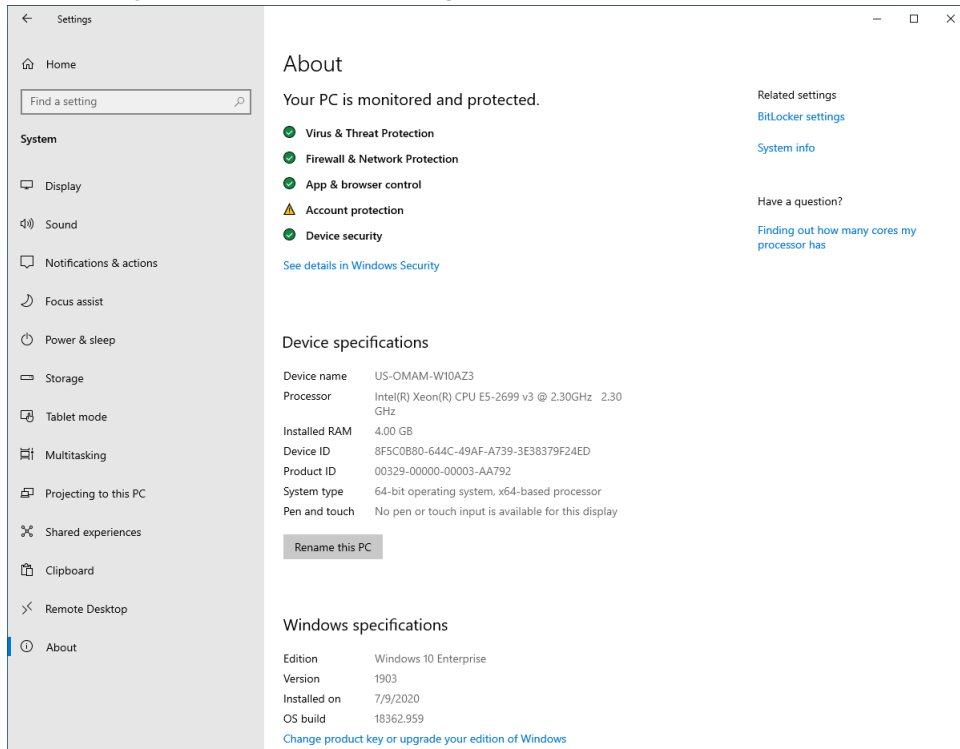 Settings
Home
Find a setting
System
Display
Sound
Notifications & actions
Focus assist
Power & sleep
Storage
Tablet mode
Multitasking
Projecting to this PC
Shared experiences
Clipboard
Remote Desktop
About
About
Your PC is monitored and protected.
Virus & Threat Protection
Firewall & Network Protection
App & browser control
Account protection
Device security
See details in Windows Security
Device specifications
Device name US-OMAM-W10AZ3
Processor Intel(R) Xeon(R) CPU E5-2699 v3 @ 2.30GHz 2.30
GHz
Installed RAM 4.00 GB
Device ID 8F5C0B80-644C-49AF-A739-3E38379F24ED
Product ID 00329-00000-00003-AA792
System type 64-bit operating system, x64-based processor
Pen and touch No pen or touch input is available for this display
Rename this PC
Windows specifications
Edition Windows 10 Enterprise
Version 1903
Installed on 7/9/2020
OS build 18362.959
Change product key or upgrade your edition of Windows
Related settings
BitLocker settings
System info
Have a question?
Finding out how many cores my
processor has